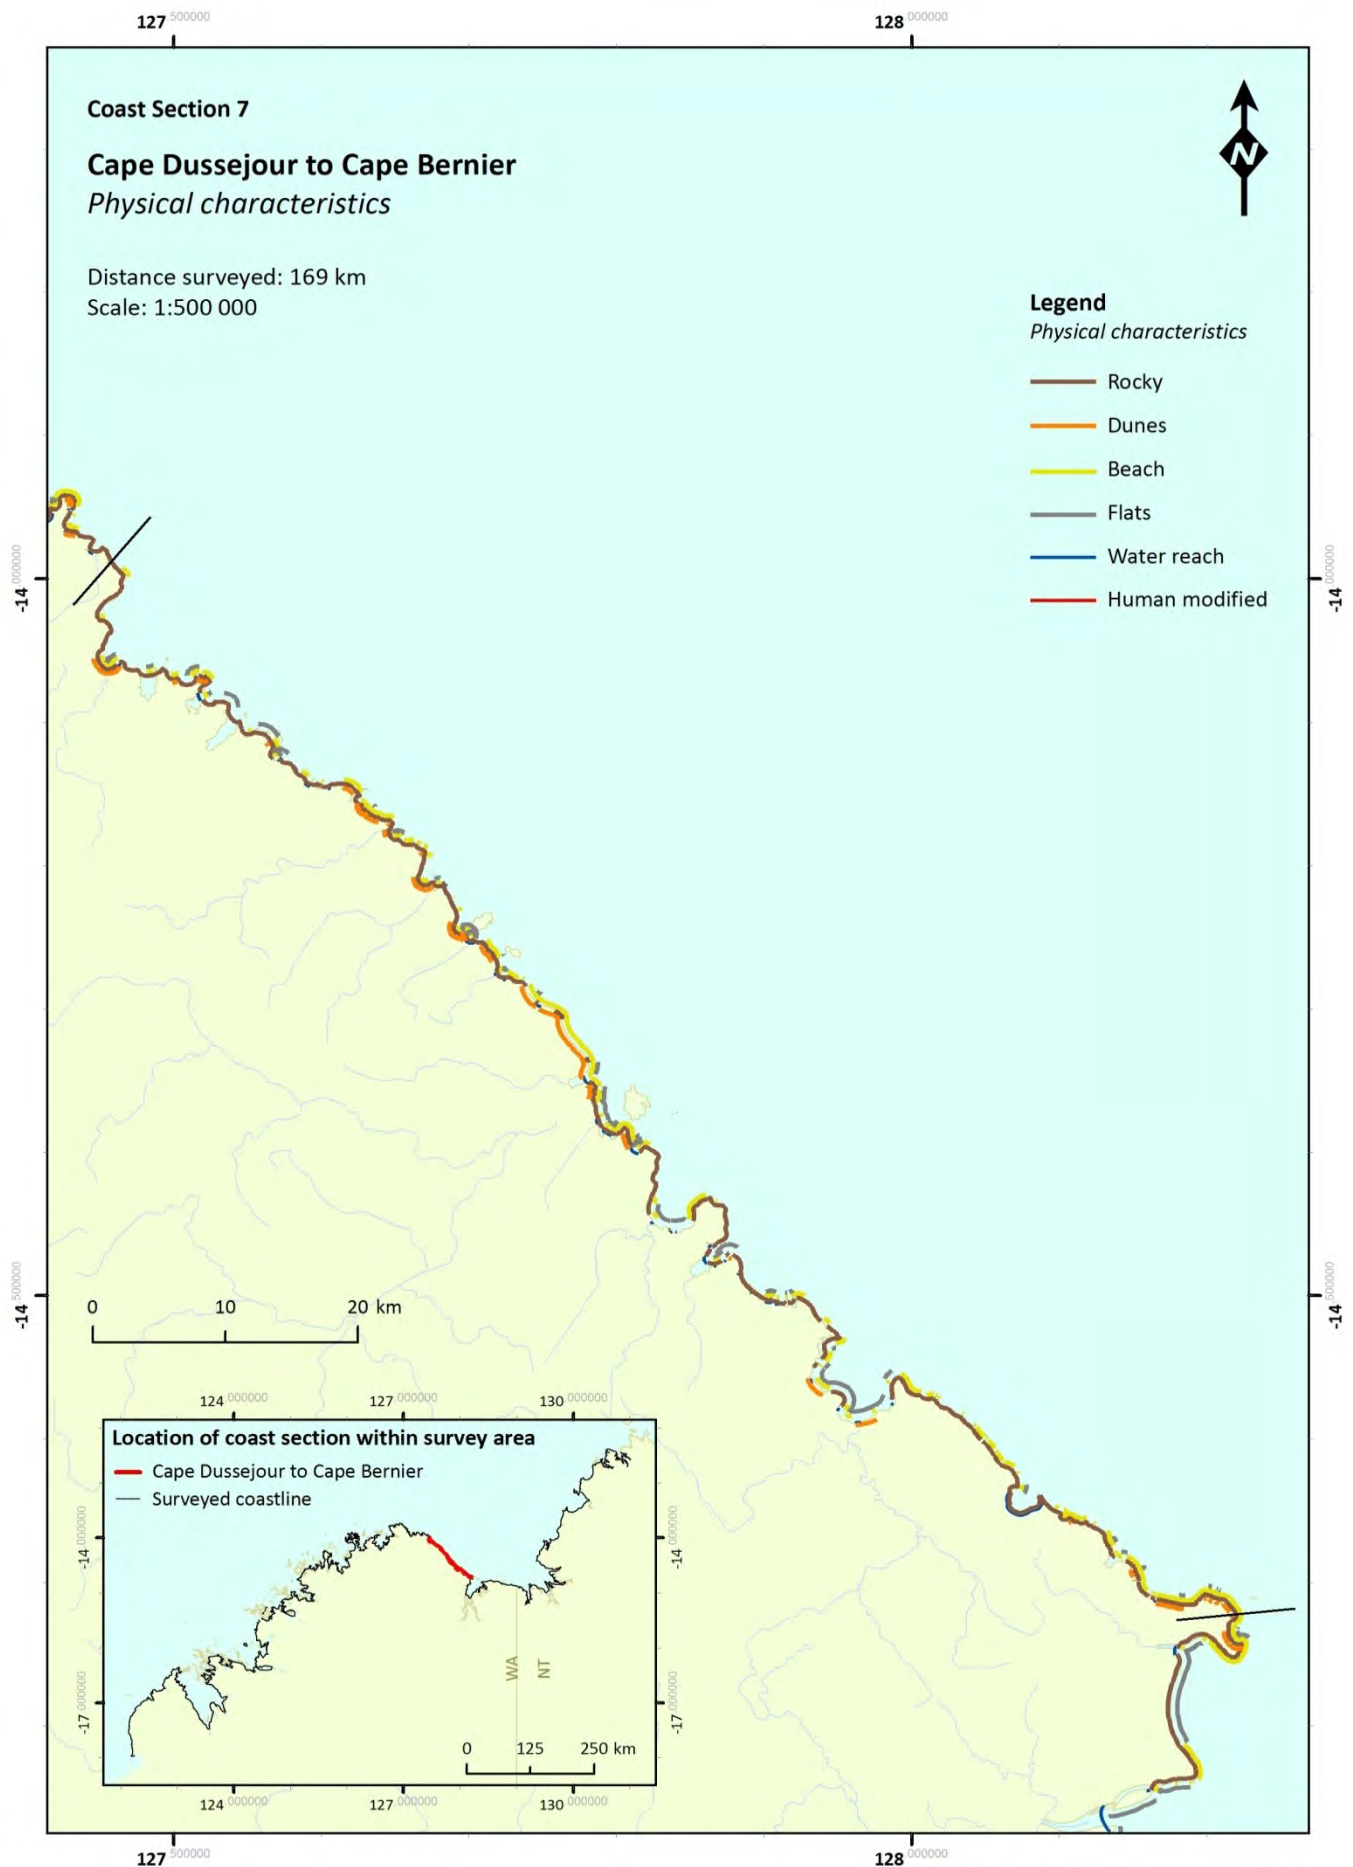 127.500000 128.000000
Coast Section 7
Cape Dussejour to Cape Bernier
Physical characteristics
Distance surveyed: 169 km
Scale: 1:500 000
N
Legend
Physical characteristics
Rocky
Dunes
Beach
Flats
Water reach
Human modified
-14.000000 -14.000000
-14.500000 -14.500000
0 10 20 km
124.000000 127.000000 130.000000
Location of coast section within survey area
Cape Dussejour to Cape Bernier
Surveyed coastline
-14.000000 -14.000000
WA NT
-17.000000 -17.000000
0 125 250 km
124.000000 127.000000 130.000000
127.500000 128.000000